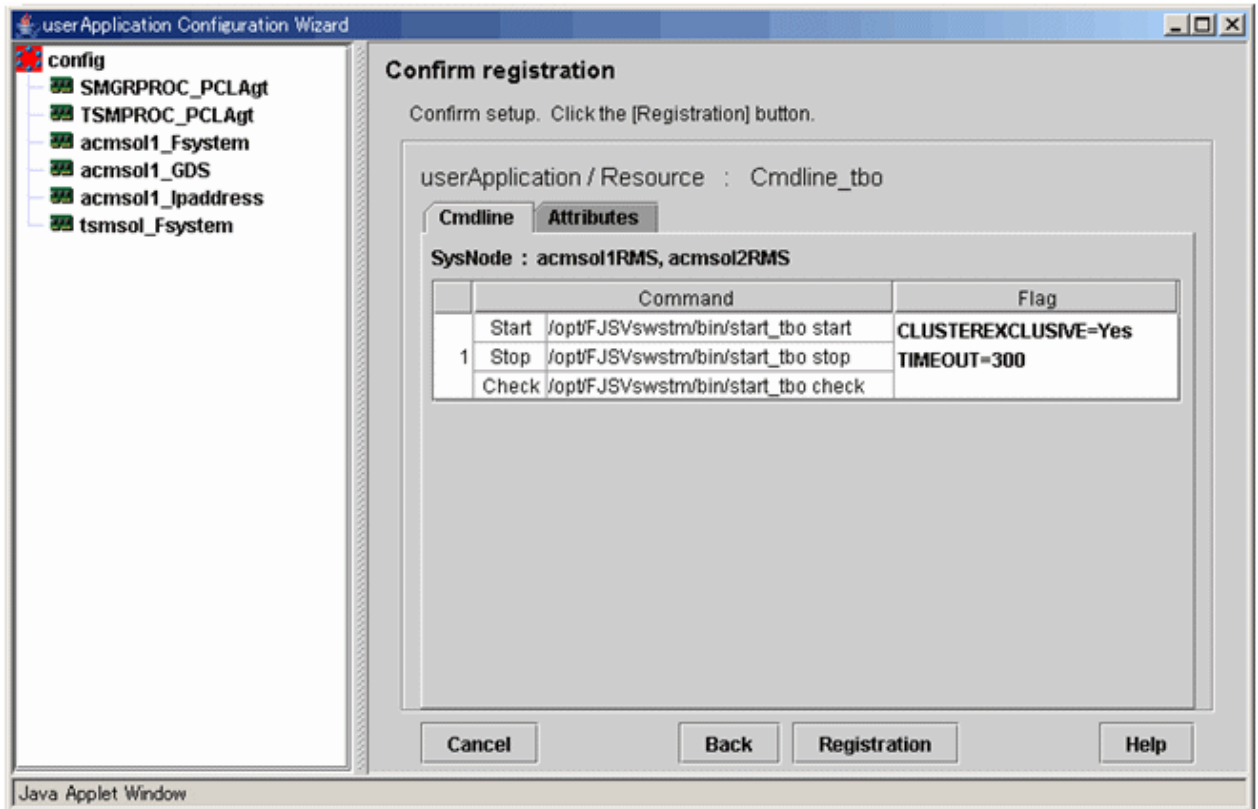 userApplication Configuration Wizard
config
SMGRPROC_PCLAgt
TSMPROC_PCLAgt
acmsol1_Fsystem
acmsol1_GDS
acmsol1_Ipaddress
tsmsol_Fsystem
Confirm registration
Confirm setup. Click the [Registration] button.
userApplication / Resource : Cmdline_tbo
Cmdline Attributes
SysNode : acmsol1RMS, acmsol2RMS
Command Flag
1
Start /opt/FJSVswstm/bin/start_tbo start
Stop /opt/FJSVswstm/bin/start_tbo stop
Check /opt/FJSVswstm/bin/start_tbo check
CLUSTEREXCLUSIVE=Yes
TIMEOUT=300
Cancel Back Registration Help
Java Applet Window